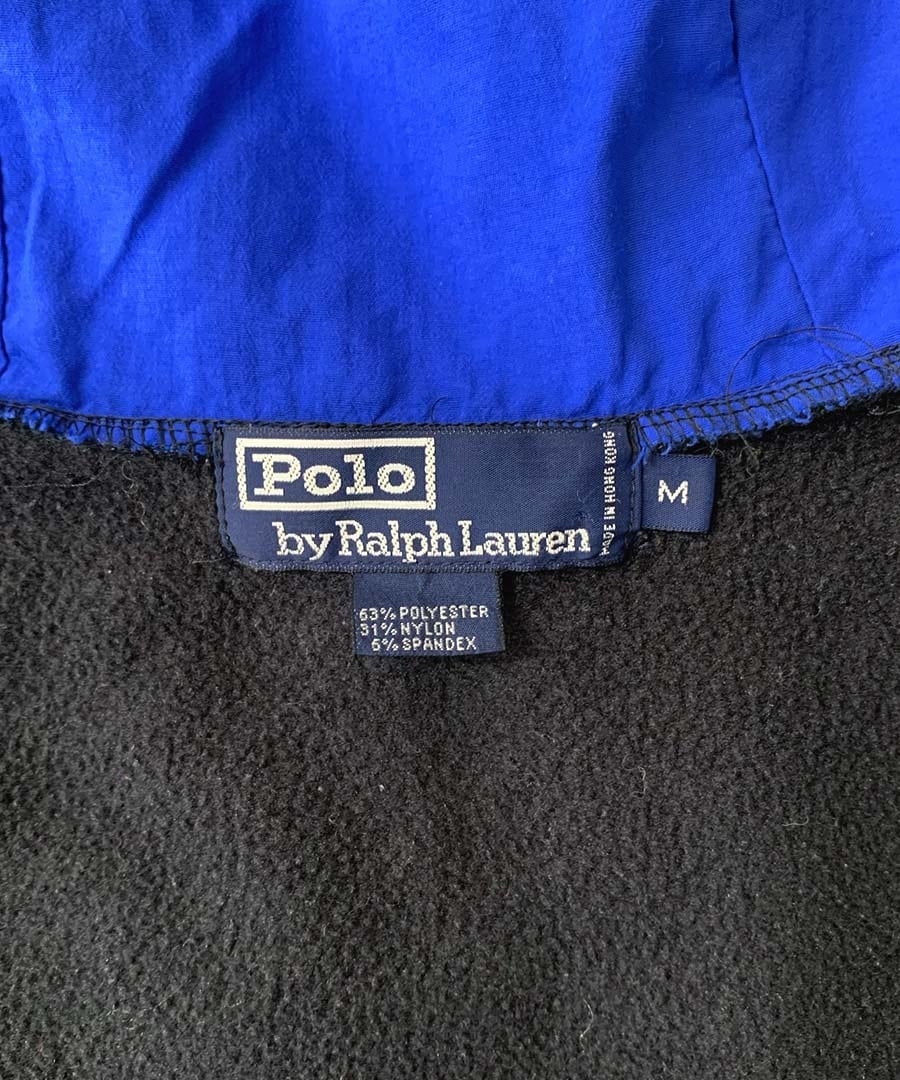 Polo
by Ralph Lauren
MADE IN HONG KONG
M
63% POLYESTER
31% NYLON
6% SPANDEX